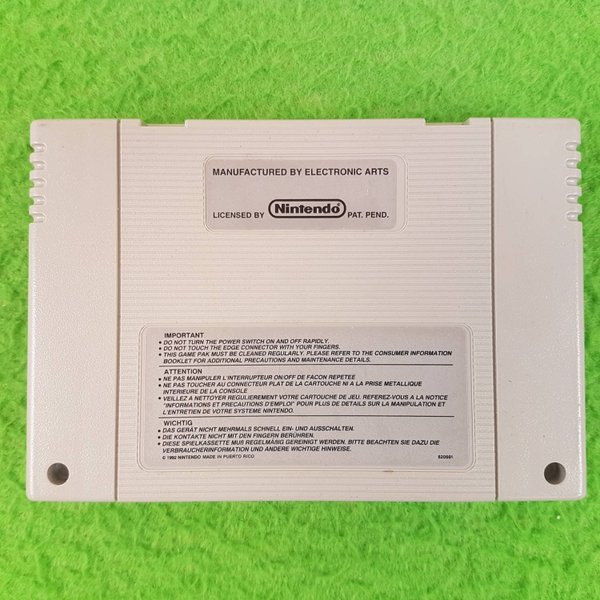 MANUFACTURED BY ELECTRONIC ARTS
LICENSED BY Nintendo PAT. PEND.
IMPORTANT
• DO NOT TURN THE POWER SWITCH ON AND OFF RAPIDLY.
• DO NOT TOUCH THE EDGE CONNECTOR WITH YOUR FINGERS.
• THIS GAME PAK MUST BE CLEANED REGULARLY. PLEASE REFER TO THE CONSUMER INFORMATION
BOOKLET FOR ADDITIONAL PRECAUTIONS AND MAINTENANCE DETAILS.
ATTENTION
• NE PAS MANIPULER L'INTERRUPTEUR ON/OFF DE FACON REPETEE
• NE PAS TOUCHER AU CONNECTEUR PLAT DE LA CARTOUCHE NI A LA PRISE METALLIQUE
INTERIEURE DE LA CONSOLE
• VEILLEZ A NETTOYER REGULIEREMENT VOTRE CARTOUCHE DE JEU. REFEREZ-VOUS A LA NOTICE
"INFORMATIONS ET PRECAUTIONS D'EMPLOI" POUR PLUS DE DETAILS SUR LA MANIPULATION ET
L'ENTRETIEN DE VOTRE SYSTEME NINTENDO.
WICHTIG
• DAS GERÄT NICHT MEHRMALS SCHNELL EIN- UND AUSSCHALTEN.
• DIE KONTAKTE NICHT MIT DEN FINGERN BERÜHREN.
• DIESE SPIELKASSETTE MUß REGELMÄßIG GEREINIGT WERDEN. BITTE BEACHTEN SIE DAZU DIE
VERBRAUCHERINFORMATION UND ANDERE WICHTIGE HINWEISE.
© 1992 NINTENDO MADE IN PUERTO RICO